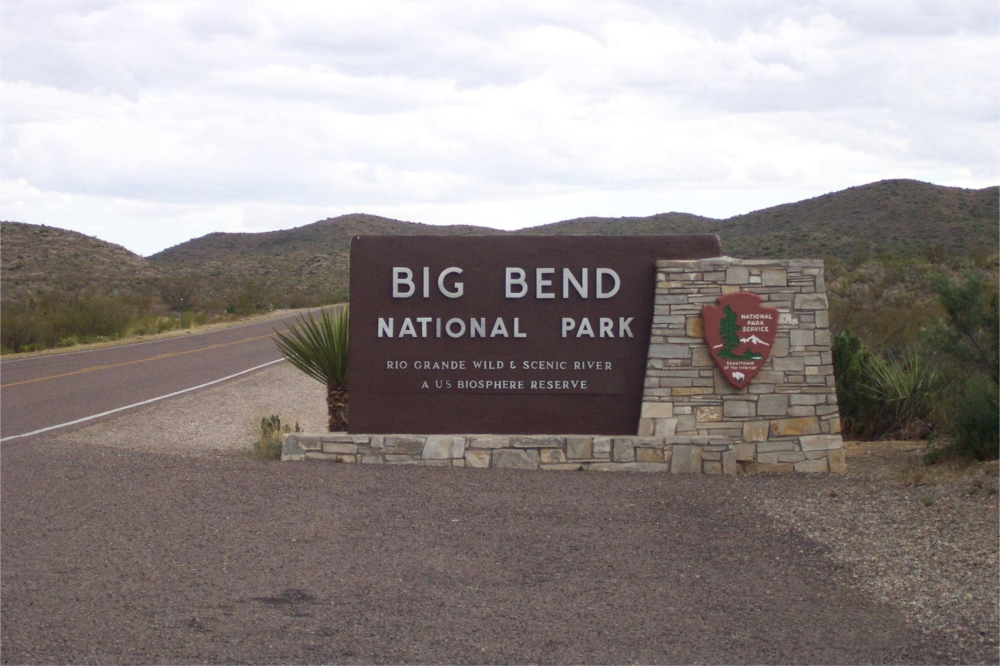 BIG BEND
NATIONAL PARK
RIO GRANDE WILD & SCENIC RIVER
A US BIOSPHERE RESERVE
NATIONAL
PARK
SERVICE
Department
of the Interior